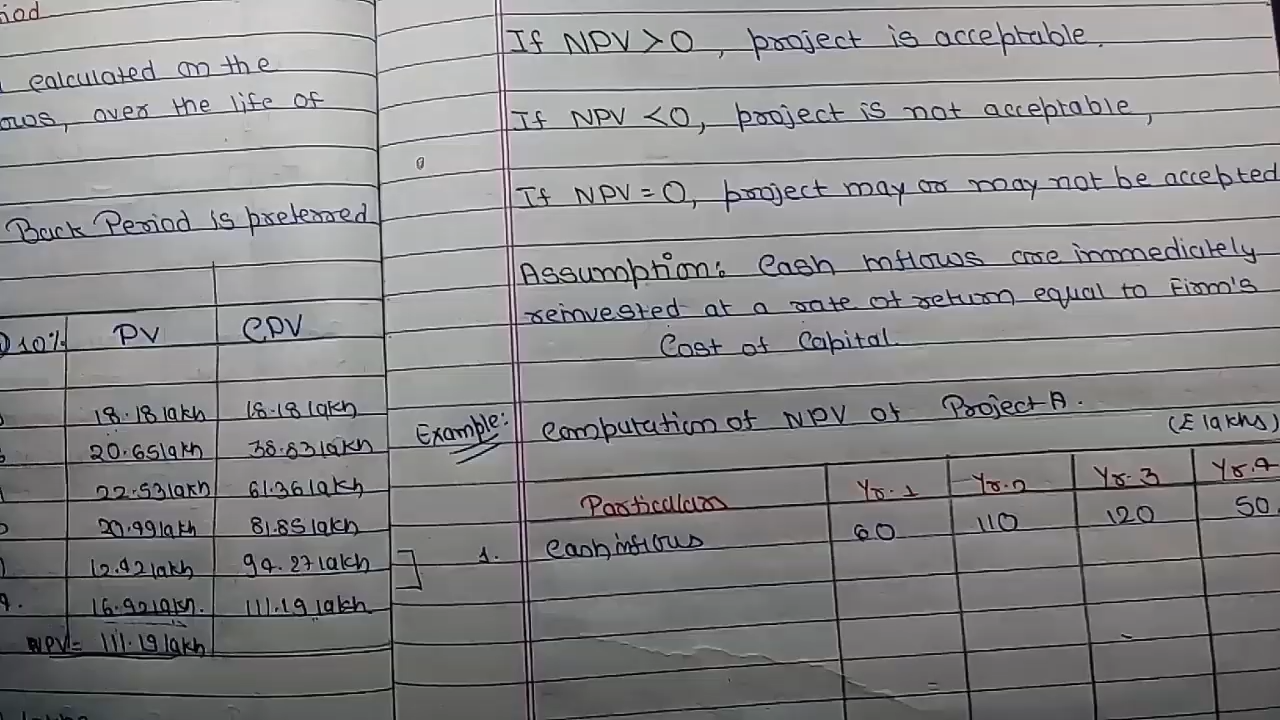 iod
calculated on the
ows, over the life of
Back Period is preferred
10% PV CPV
18.18 lakh 18.18 lakh
20.65 lakh 38.83 lakh
22.53 lakh 61.36 lakh
81.85 lakh
12.42 lakh 94.27 lakh
16.92 lakh. 111.19 lakh
NPV= 111.19 lakh
If NPV>0, project is acceptable.
If NPV <0, project is not acceptable,
If NPV=0, project may or may not be accepted
Assumption: Cash inflows are immediately
reinvested at a rate of return equal to Firm's
Cost of Capital.
Example: Computation of NPV of Project A.
lakhs)
Particulars Yr.1 Yr.2 Yr.3 Yr.4
1. Cash inflows 60 110 120 50